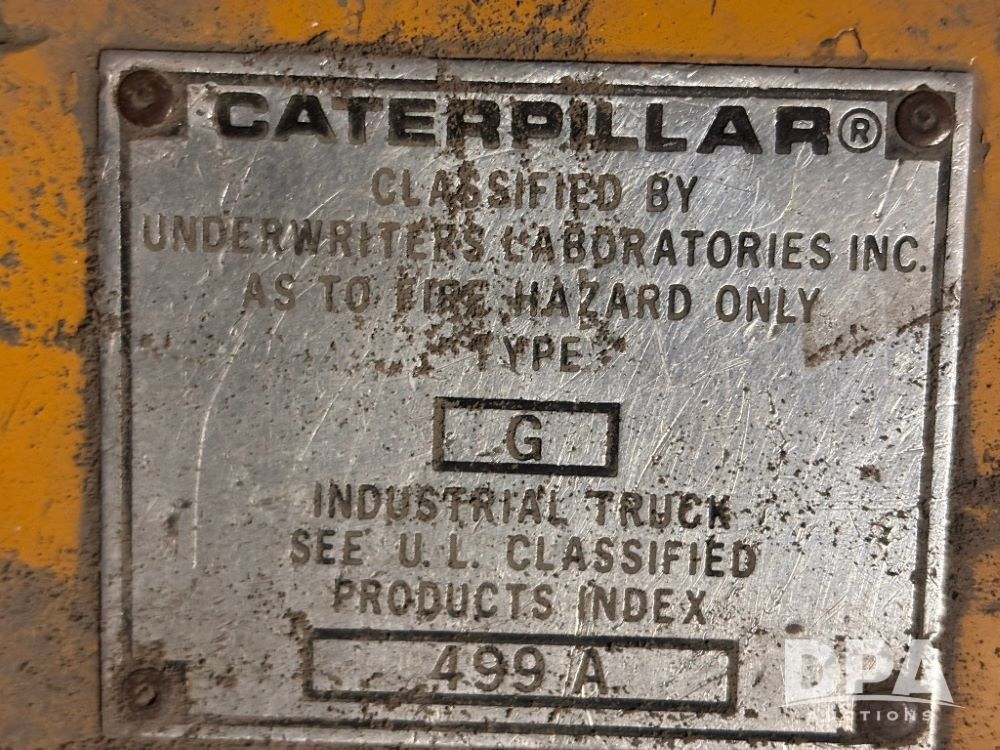 CATERPILLAR®
CLASSIFIED BY
UNDERWRITERS LABORATORIES INC.
AS TO FIRE HAZARD ONLY
TYPE
G
INDUSTRIAL TRUCK
SEE U.L. CLASSIFIED
PRODUCTS INDEX
499 A
DPA
AUCTIONS